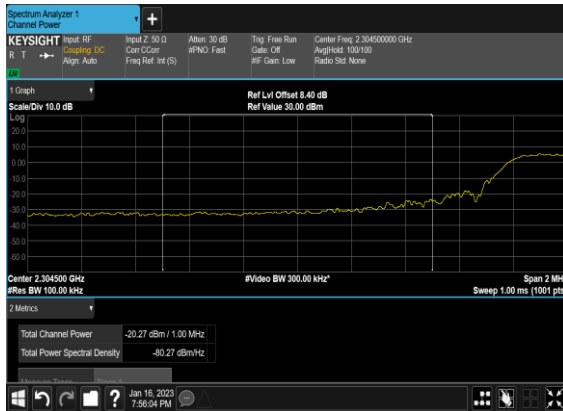 Spectrum Analyzer 1
Channel Power
+
KEYSIGHT Input: RF Input Z: 50 Ω Atten: 30 dB Trig: Free Run Center Freq: 2.304500000 GHz
R T Coupling: DC Corr CCorr #PNO: Fast Gate: Off Avg|Hold: 100/100
Align: Auto Freq Ref: Int (S) #IF Gain: Low Radio Std: None
1 Graph
Ref Lvl Offset 8.40 dB
Scale/Div 10.0 dB Ref Value 30.00 dBm
Log
20.0
10.0
0.00
-10.0
-20.0
-30.0
-40.0
-50.0
-60.0
Center 2.304500 GHz #Video BW 300.00 kHz* Span 2 MH
#Res BW 100.00 kHz Sweep 1.00 ms (1001 pts
2 Metrics
Total Channel Power -20.27 dBm / 1.00 MHz
Total Power Spectral Density -80.27 dBm/Hz
? Jan 16, 2023
7:56:04 PM